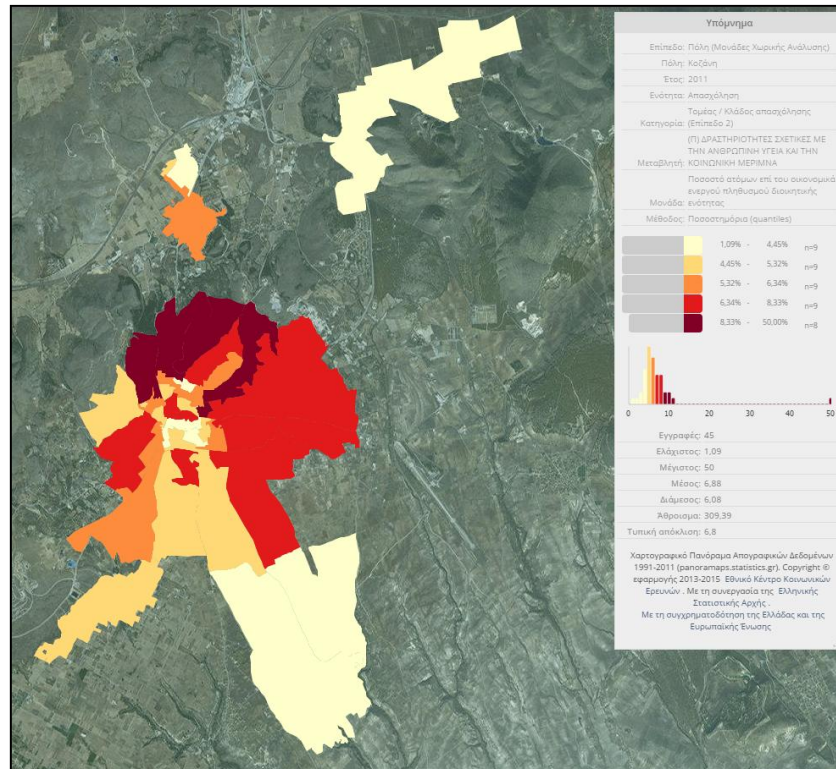 Υπόμνημα
Επίπεδο: Πόλη (Μονάδες Χωρικής Ανάλυσης)
Πόλη: Κοζάνη
Έτος: 2011
Ενότητα: Απασχόληση
Τομέας / Κλάδος απασχόλησης
Κατηγορία: (Επίπεδο 2)
(Π) ΔΡΑΣΤΗΡΙΟΤΗΤΕΣ ΣΧΕΤΙΚΕΣ ΜΕ
ΤΗΝ ΑΝΘΡΩΠΙΝΗ ΥΓΕΙΑ ΚΑΙ ΤΗΝ
Μεταβλητή: ΚΟΙΝΩΝΙΚΗ ΜΕΡΙΜΝΑ
Ποσοστό ατόμων επί του οικονομικά
ενεργού πληθυσμού διοικητικής
Μονάδα: ενότητας
Μέθοδος: Ποσοστημόρια (quantiles)
1,09% - 4,45% n=9
4,45% - 5,32% n=9
5,32% - 6,34% n=9
6,34% - 8,33% n=9
8,33% - 50,00% n=8
0 10 20 30 40 50
Εγγραφές: 45
Ελάχιστος: 1,09
Μέγιστος: 50
Μέσος: 6,88
Διάμεσος: 6,08
Άθροισμα: 309,39
Τυπική απόκλιση: 6,8
Χαρτογραφικό Πανόραμα Απογραφικών Δεδομένων
1991-2011 (panoramaps.statistics.gr). Copyright ©
εφαρμογής 2013-2015 Εθνικό Κέντρο Κοινωνικών
Ερευνών . Με τη συνεργασία της Ελληνικής
Στατιστικής Αρχής .
Με τη συγχρηματοδότηση της Ελλάδας και της
Ευρωπαϊκής Ένωσης